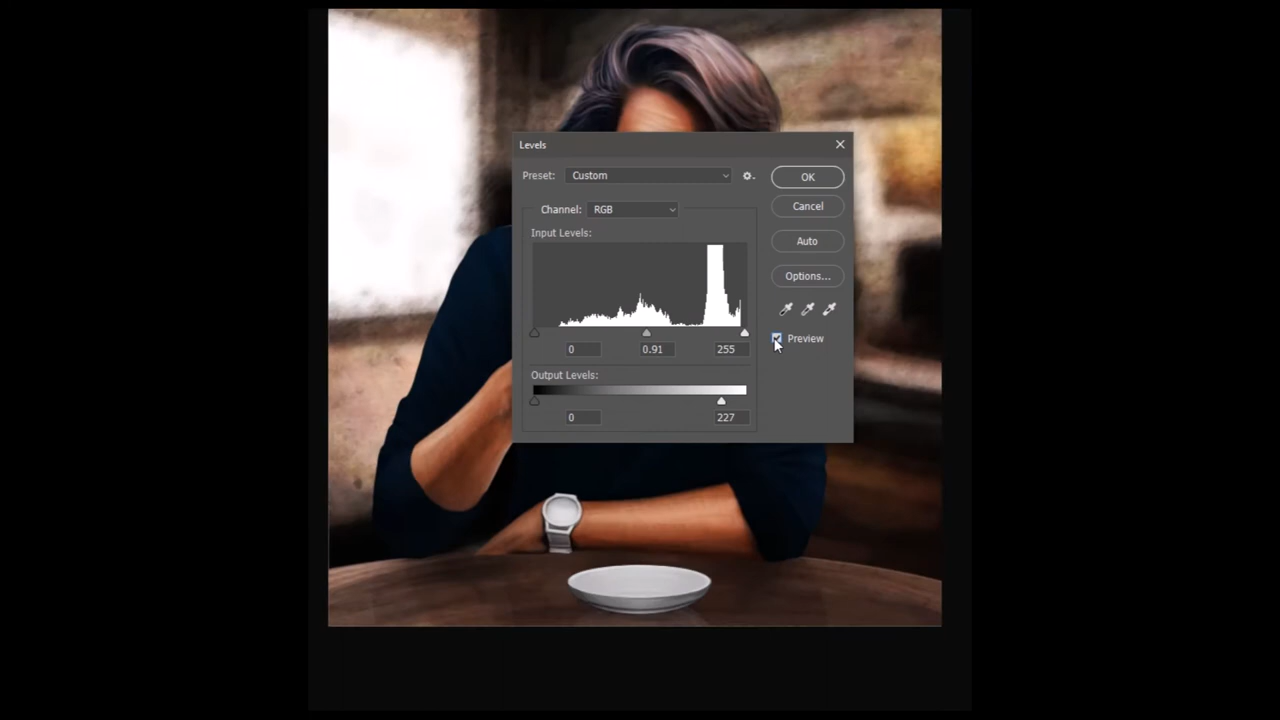 Levels
Preset: Custom
OK
Channel: RGB
Cancel
Input Levels:
Auto
Options...
0 0.91 255
Preview
Output Levels:
0 227